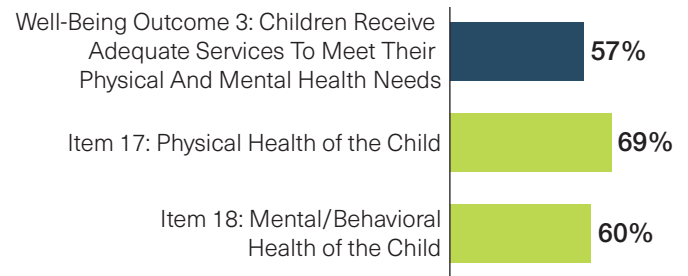 Well-Being Outcome 3: Children Receive
Adequate Services To Meet Their
Physical And Mental Health Needs
57%
Item 17: Physical Health of the Child
69%
Item 18: Mental/Behavioral
Health of the Child
60%